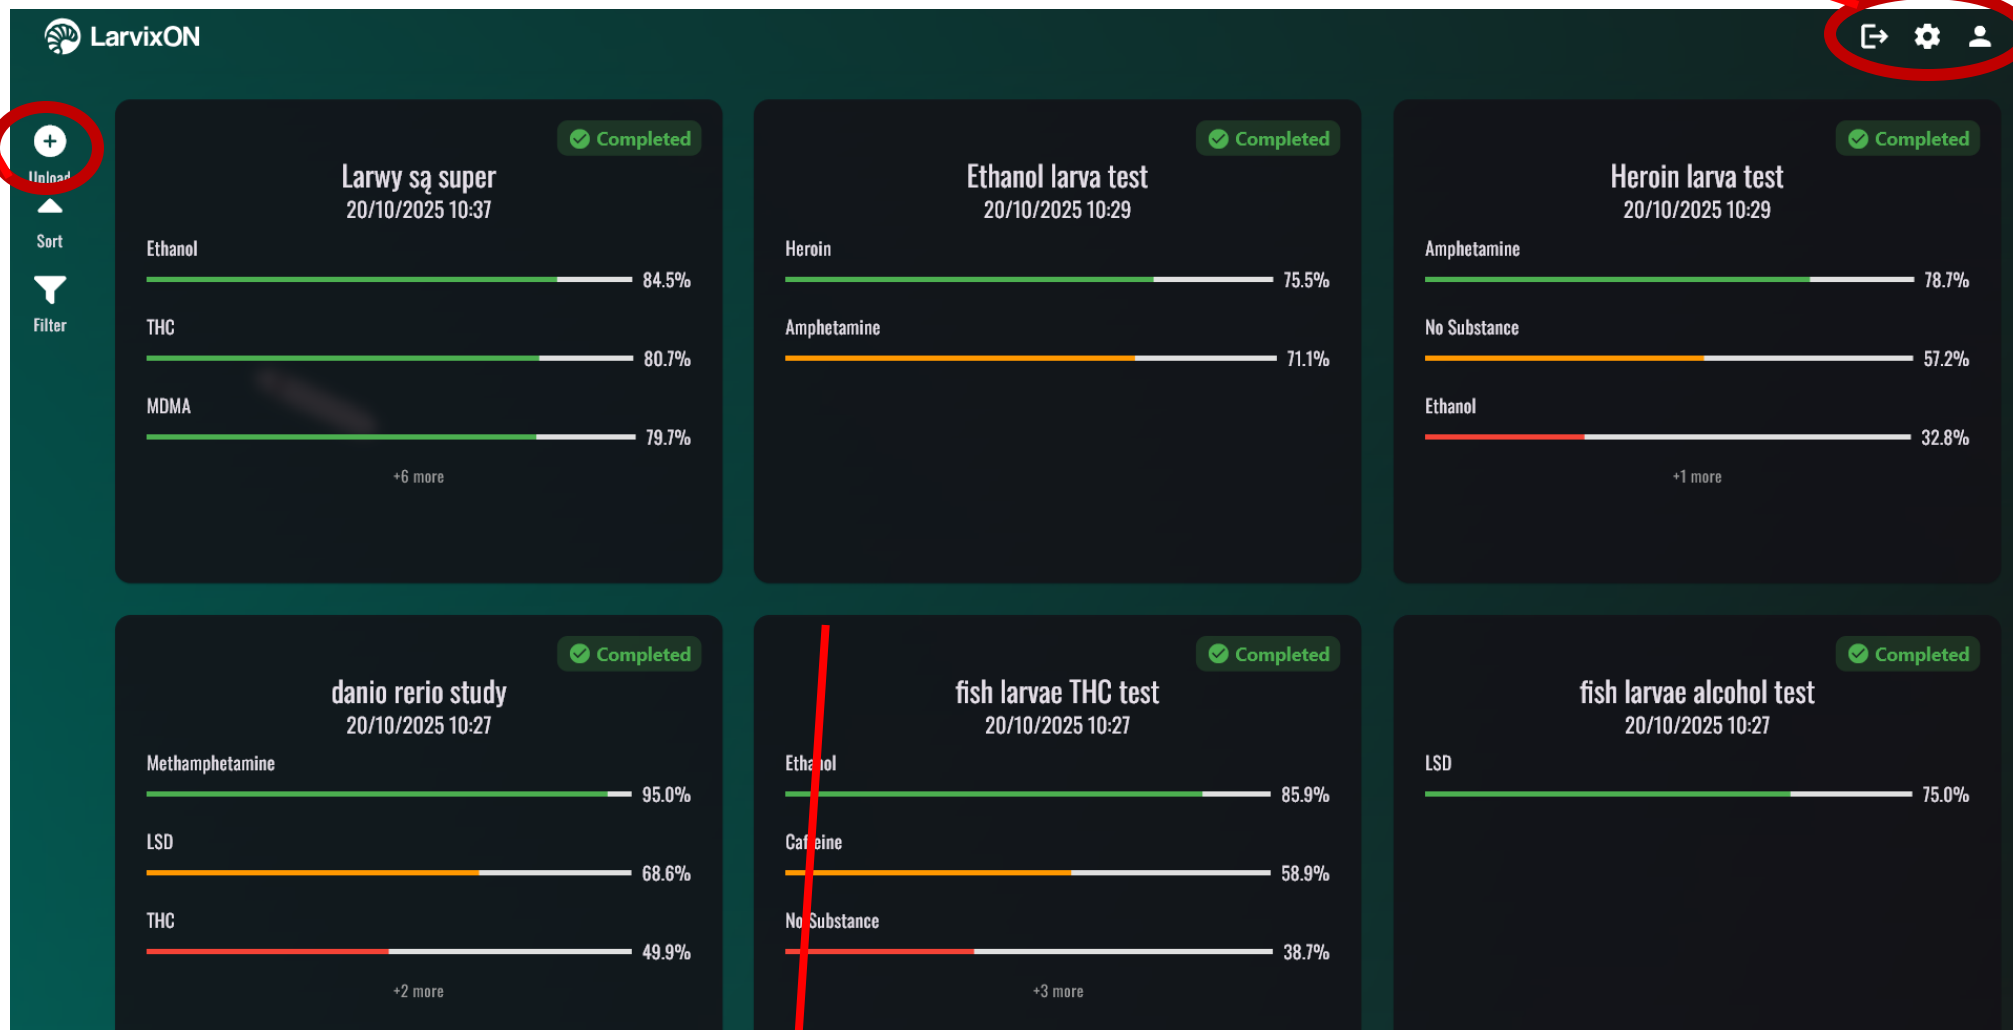 LarvixON
Upload
Sort
Filter
Completed
Larwy są super
20/10/2025 10:37
Ethanol
84.5%
THC
80.7%
MDMA
79.7%
+6 more
Completed
Ethanol larva test
20/10/2025 10:29
Heroin
75.5%
Amphetamine
71.1%
Completed
Heroin larva test
20/10/2025 10:29
Amphetamine
78.7%
No Substance
57.2%
Ethanol
32.8%
+1 more
Completed
danio rerio study
20/10/2025 10:27
Methamphetamine
95.0%
LSD
68.6%
THC
49.9%
+2 more
Completed
fish larvae THC test
20/10/2025 10:27
Ethanol
85.9%
Caffeine
58.9%
No Substance
38.7%
+3 more
Completed
fish larvae alcohol test
20/10/2025 10:27
LSD
75.0%